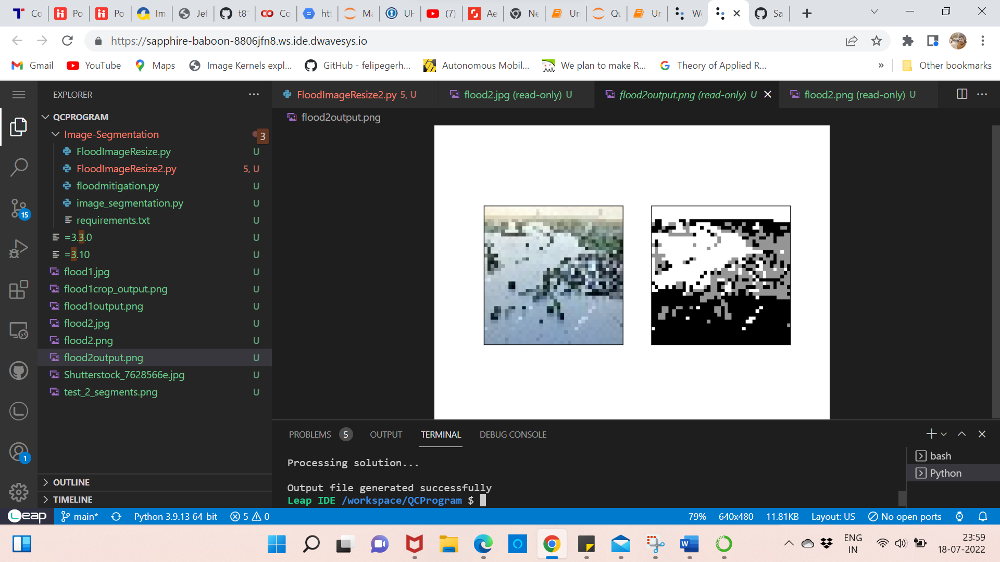 Co
Po
Po
Im
Jef
t8
Co
htt
Ma
UH
(7)
Ae
Ne
Un
Qu
Ur
We
Sa
https://sapphire-baboon-8806jfn8.ws.ide.dwavesys.io
Gmail YouTube Maps Image Kernels expl... GitHub - felipegerh... Autonomous Mobil... We plan to make R... Theory of Applied R... » Other bookmarks
EXPLORER
FloodImageResize2.py 5, U
flood2.jpg (read-only) U
flood2output.png (read-only) U
flood2.png (read-only) U
flood2output.png
QCPROGRAM
Image-Segmentation 3
FloodImageResize.py U
FloodImageResize2.py 5, U
floodmitigation.py U
image_segmentation.py U
requirements.txt U
=3.3.0 U
=3.10 U
flood1.jpg U
flood1crop_output.png U
flood1output.png U
flood2.jpg U
flood2.png U
flood2output.png U
Shutterstock_7628566e.jpg U
test_2_segments.png U
15
1
OUTLINE
TIMELINE
PROBLEMS 5 OUTPUT TERMINAL DEBUG CONSOLE
Processing solution...
Output file generated successfully
Leap IDE /workspace/QCProgram $
bash
Python
Leap main* Python 3.9.13 64-bit 5 0 79% 640x480 11.81KB Layout: US No open ports
ENG
IN
23:59
18-07-2022